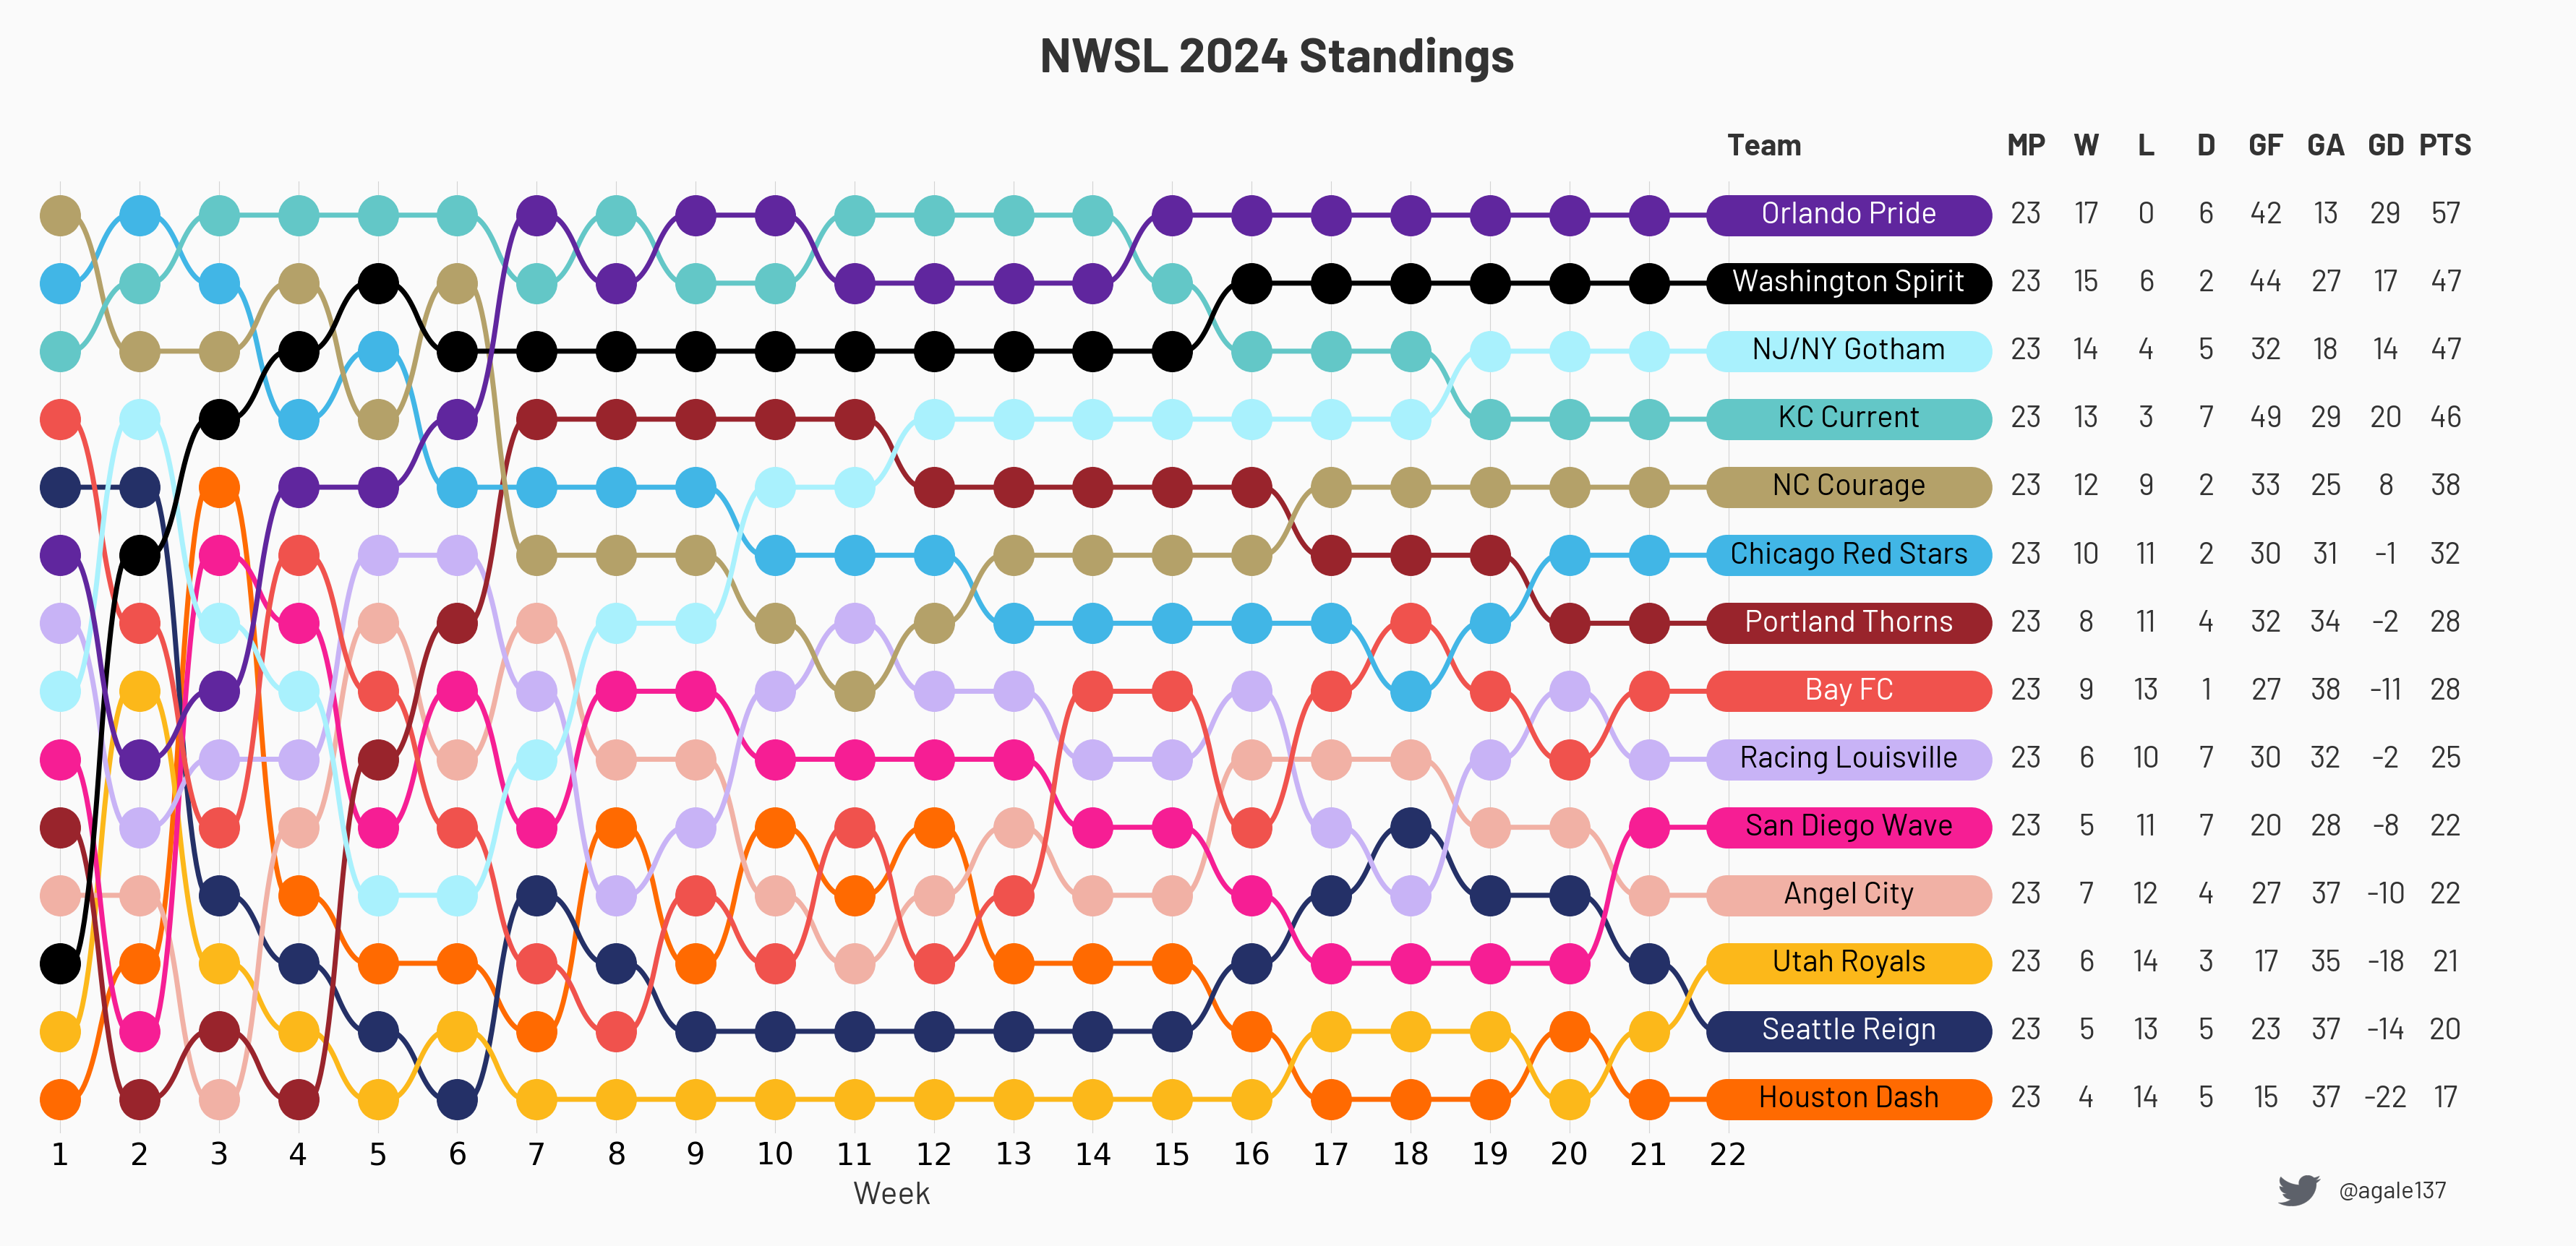 NWSL 2024 Standings
Team MP W L D GF GA GD PTS
Orlando Pride 23 17 0 6 42 13 29 57
Washington Spirit 23 15 6 2 44 27 17 47
NJ/NY Gotham 23 14 4 5 32 18 14 47
KC Current 23 13 3 7 49 29 20 46
NC Courage 23 12 9 2 33 25 8 38
Chicago Red Stars 23 10 11 2 30 31 -1 32
Portland Thorns 23 8 11 4 32 34 -2 28
Bay FC 23 9 13 1 27 38 -11 28
Racing Louisville 23 6 10 7 30 32 -2 25
San Diego Wave 23 5 11 7 20 28 -8 22
Angel City 23 7 12 4 27 37 -10 22
Utah Royals 23 6 14 3 17 35 -18 21
Seattle Reign 23 5 13 5 23 37 -14 20
Houston Dash 23 4 14 5 15 37 -22 17
1 2 3 4 5 6 7 8 9 10 11 12 13 14 15 16 17 18 19 20 21 22
Week
@agale137